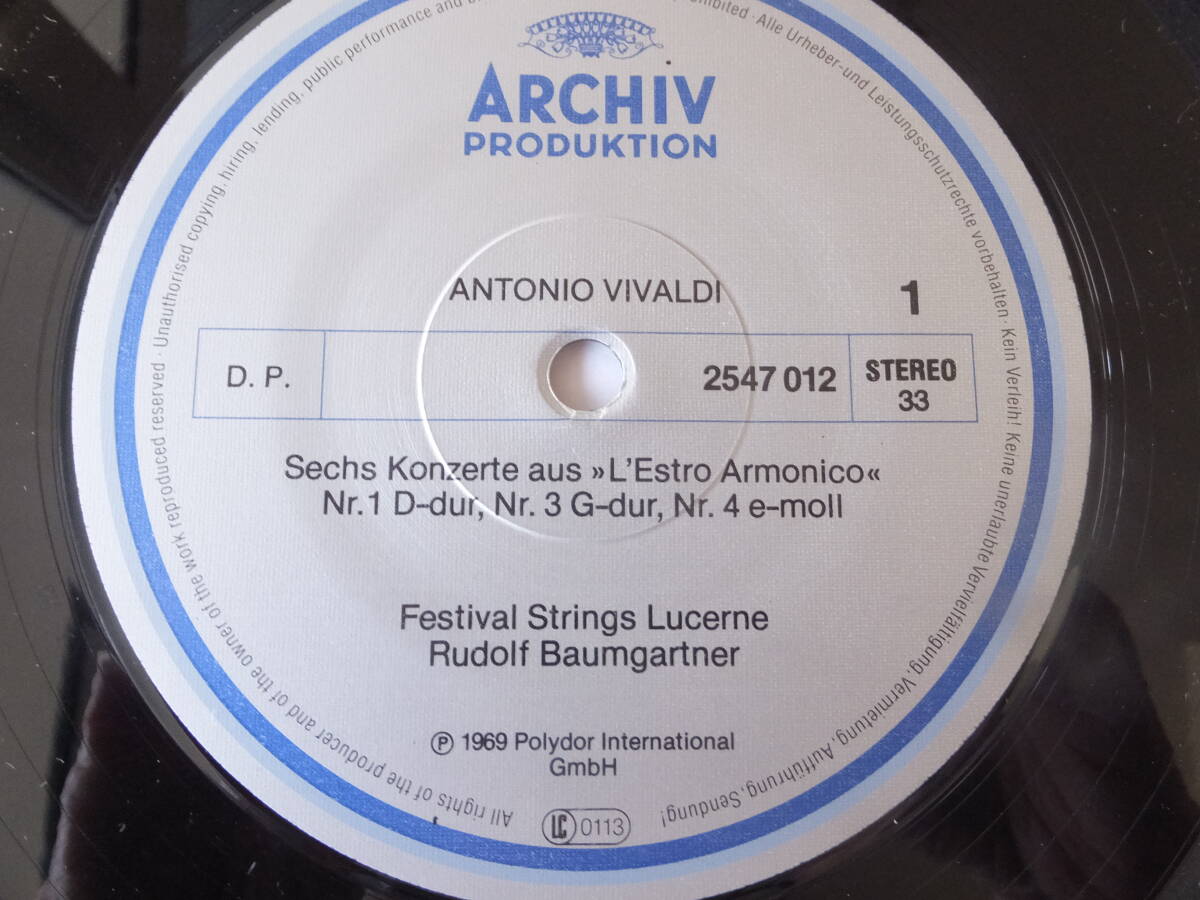 ARCHIV
PRODUKTION
ANTONIO VIVALDI
1
D. P.
2547 012
STEREO
33
Sechs Konzerte aus »L'Estro Armonico«
Nr. 1 D-dur, Nr. 3 G-dur, Nr. 4 e-moll
Festival Strings Lucerne
Rudolf Baumgartner
℗ 1969 Polydor International
GmbH
LC 0113
All rights of the producer and of the owner of the work reproduced reserved · Unauthorised copying, hiring, lending, public performance and
prohibited · Alle Urheber-und Leistungsschutzrechte vorbehalten · Kein Verleih! Keine unerlaubte Vervielfältigung, Vermietung, Aufführung, Sendung!